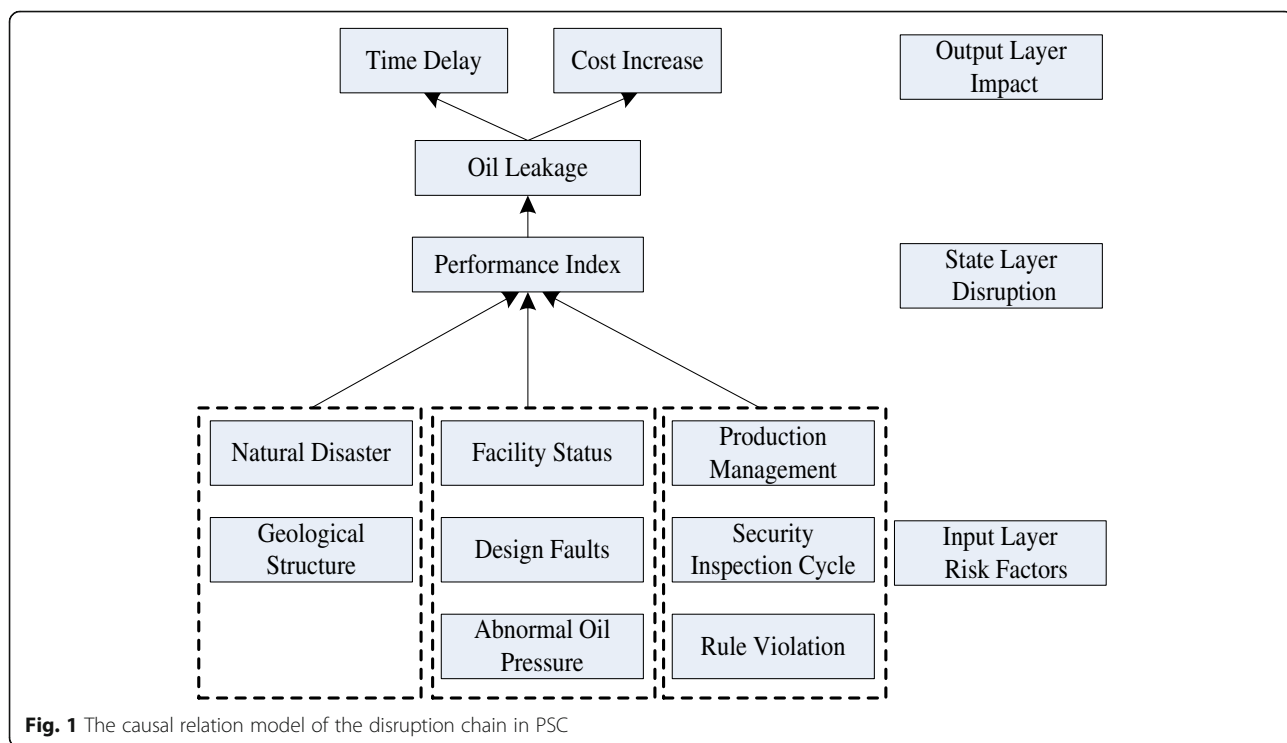 Time Delay
Cost Increase
Output Layer
Impact
Oil Leakage
Performance Index
State Layer
Disruption
Natural Disaster
Facility Status
Production
Management
Geological
Structure
Design Faults
Security
Inspection Cycle
Input Layer
Risk Factors
Abnormal Oil
Pressure
Rule Violation
Fig. 1 The causal relation model of the disruption chain in PSC